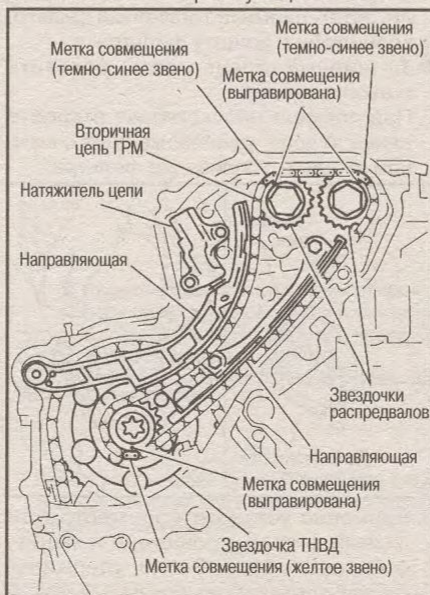 Метка совмещения
(темно-синее звено)
Метка совмещения
(темно-синее звено)
Метка совмещения
(выгравирована)
Вторичная
цепь ГРМ
Натяжитель цепи
Направляющая
Звездочки
распредвалов
Направляющая
Метка совмещения
(выгравирована)
Звездочка ТНВД
Метка совмещения (желтое звено)